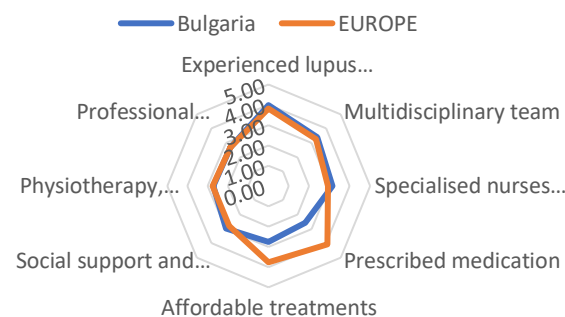 Bulgaria EUROPE
Experienced lupus...
5.00
Professional... 4.00 Multidisciplinary team
3.00
2.00
1.00
Physiotherapy,... 0.00 Specialised nurses...
Social support and... Prescribed medication
Affordable treatments